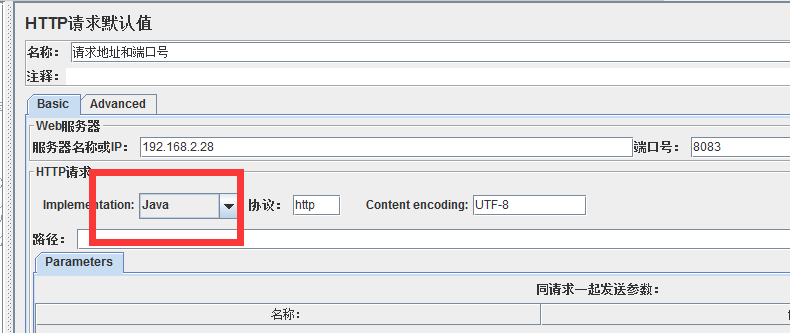 HTTP请求默认值
名称： 请求地址和端口号
注释：
Basic Advanced
Web服务器
服务器名称或IP： 192.168.2.28 端口号： 8083
HTTP请求
Implementation: Java 协议： http Content encoding: UTF-8
路径：
Parameters
同请求一起发送参数：
名称：